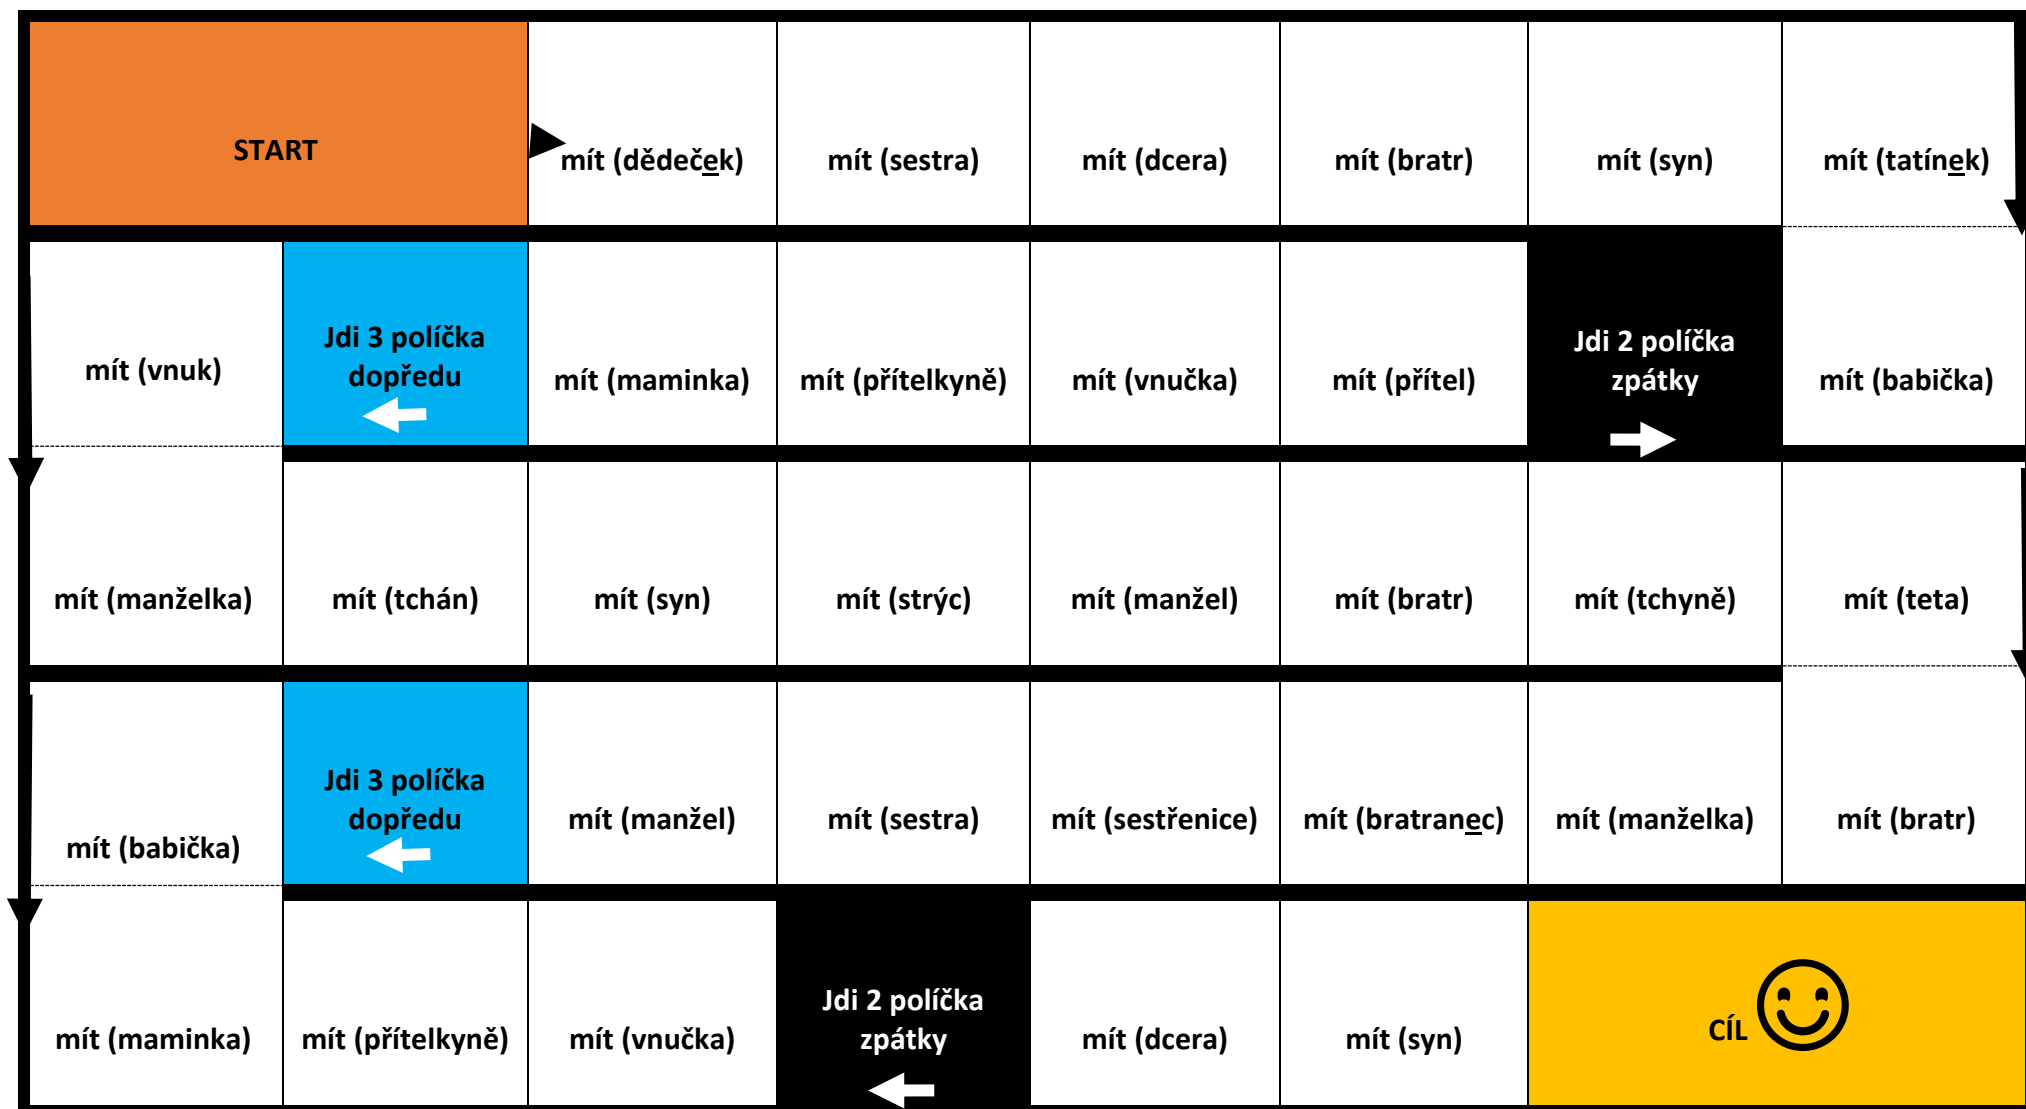 START
mít (dědeček)
mít (sestra)
mít (dcera)
mít (bratr)
mít (syn)
mít (tatínek)
mít (vnuk)
Jdi 3 políčka
dopředu
mít (maminka)
mít (přítelkyně)
mít (vnučka)
mít (přítel)
Jdi 2 políčka
zpátky
mít (babička)
mít (manželka)
mít (tchán)
mít (syn)
mít (strýc)
mít (manžel)
mít (bratr)
mít (tchyně)
mít (teta)
mít (babička)
Jdi 3 políčka
dopředu
mít (manžel)
mít (sestra)
mít (sestřenice)
mít (bratranec)
mít (manželka)
mít (bratr)
mít (maminka)
mít (přítelkyně)
mít (vnučka)
Jdi 2 políčka
zpátky
mít (dcera)
mít (syn)
CÍL